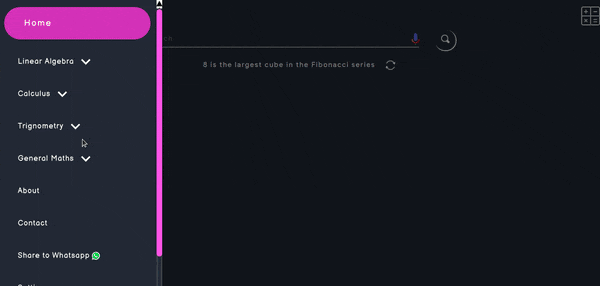 Home
Linear Algebra
Calculus
Trignometry
General Maths
About
Contact
Share to Whatsapp
8 is the largest cube in the Fibonacci series